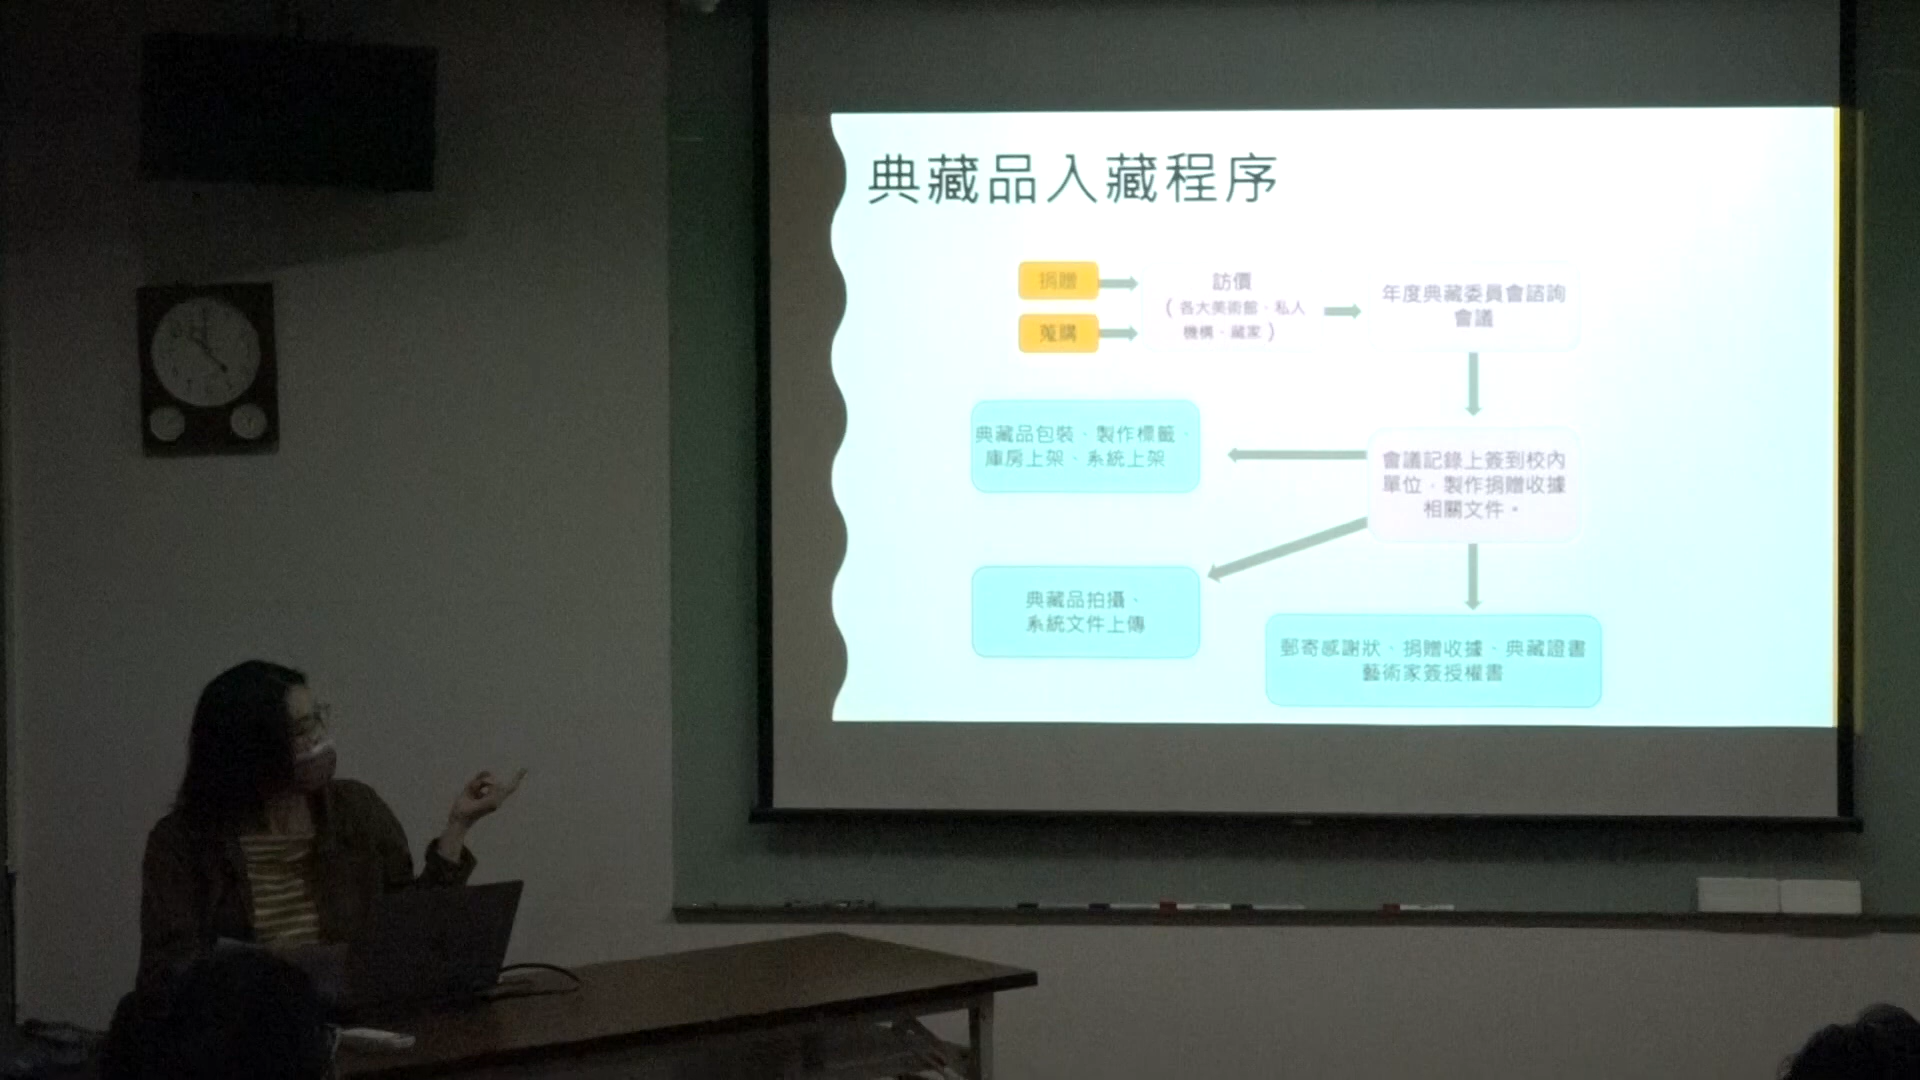 典藏品入藏程序
捐贈
蒐購
訪價
(各大美術館、私人
機構、藏家)
年度典藏委員會諮詢
會議
典藏品包裝、製作標籤、
庫房上架、系統上架
會議記錄上簽到校內
單位，製作捐贈收據
相關文件。
典藏品拍攝、
系統文件上傳
郵寄感謝狀、捐贈收據、典藏證書
藝術家簽授權書